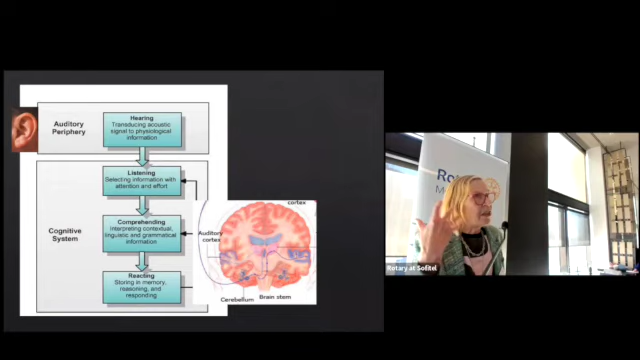 Auditory
Periphery
Hearing
Transducing acoustic
signal to physiological
information
Listening
Selecting information with
attention and effort
Cognitive
System
Comprehending
Interpreting contextual,
linguistic and grammatical
information
Reacting
Storing in memory,
reasoning, and
responding
cortex
Auditory
cortex
Cerebellum
Brain stem
Rotary at Sofitel